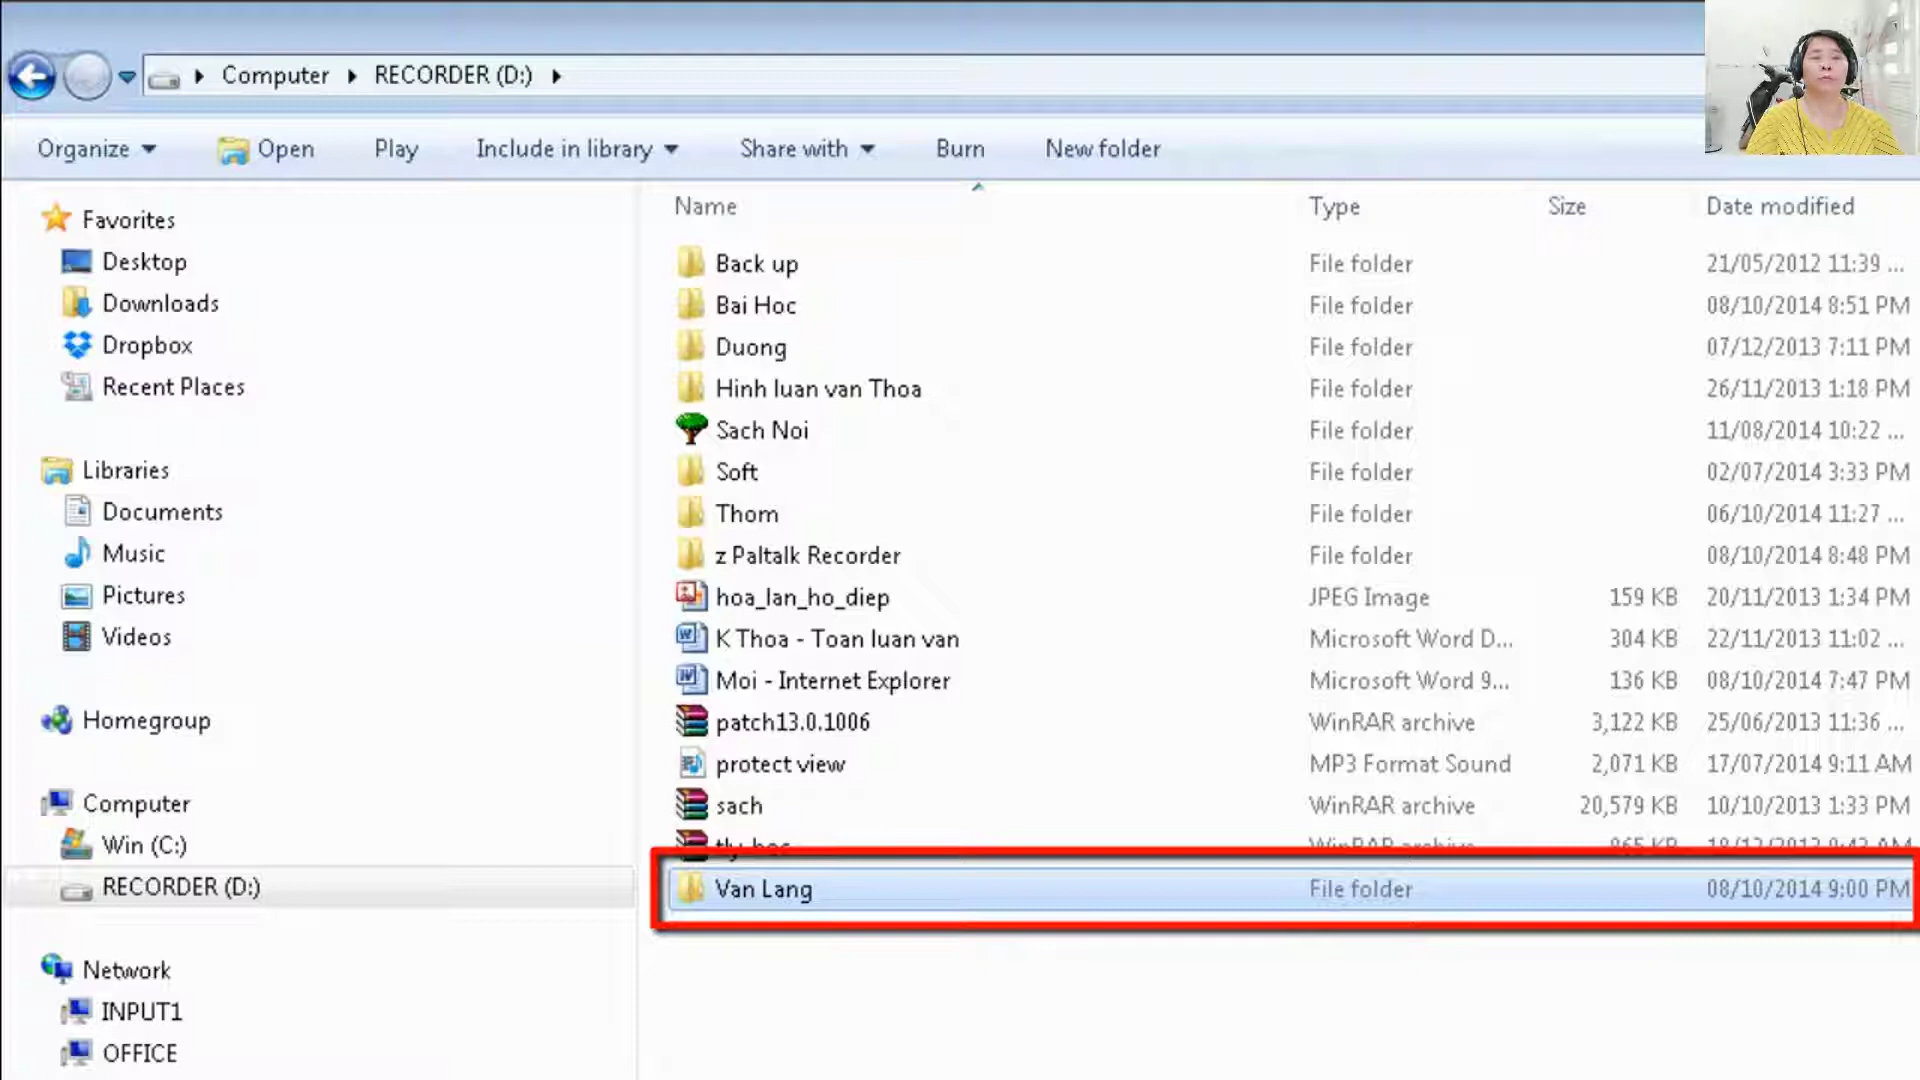 Computer RECORDER (D:)
Organize Open Play Include in library Share with Burn New folder
Favorites
Desktop
Downloads
Dropbox
Recent Places
Libraries
Documents
Music
Pictures
Videos
Homegroup
Computer
Win (C:)
RECORDER (D:)
Network
INPUT1
OFFICE
Name Type Size Date modified
Back up File folder 21/05/2012 11:39 ...
Bai Hoc File folder 08/10/2014 8:51 PM
Duong File folder 07/12/2013 7:11 PM
Hinh luan van Thoa File folder 26/11/2013 1:18 PM
Sach Noi File folder 11/08/2014 10:22 ...
Soft File folder 02/07/2014 3:33 PM
Thom File folder 06/10/2014 11:27 ...
z Paltalk Recorder File folder 08/10/2014 8:48 PM
hoa_lan_ho_diep JPEG Image 159 KB 20/11/2013 1:34 PM
K Thoa - Toan luan van Microsoft Word D... 304 KB 22/11/2013 11:02 ...
Moi - Internet Explorer Microsoft Word 9... 136 KB 08/10/2014 7:47 PM
patch13.0.1006 WinRAR archive 3,122 KB 25/06/2013 11:36 ...
protect view MP3 Format Sound 2,071 KB 17/07/2014 9:11 AM
sach WinRAR archive 20,579 KB 10/10/2013 1:33 PM
WinRAR archive
Van Lang File folder 08/10/2014 9:00 PM